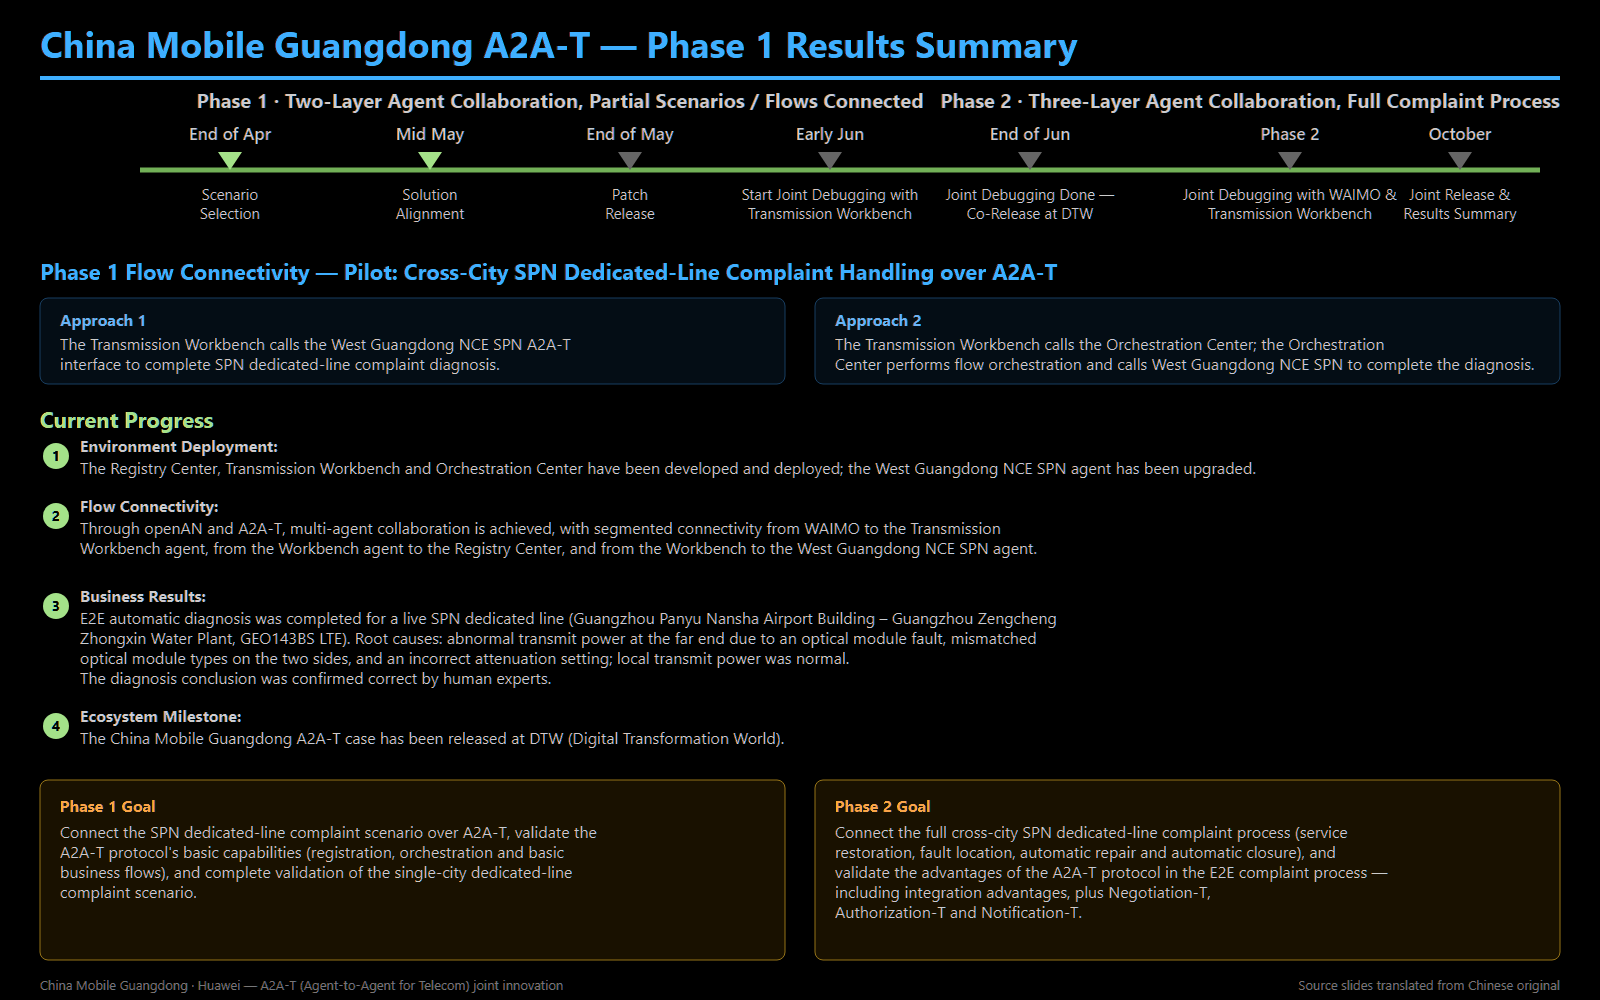 China Mobile Guangdong A2A-T — Phase 1 Results Summary
Phase 1 · Two-Layer Agent Collaboration, Partial Scenarios / Flows Connected
Phase 2 · Three-Layer Agent Collaboration, Full Complaint Process
End of Apr
Mid May
End of May
Early Jun
End of Jun
Phase 2
October
Scenario
Selection
Solution
Alignment
Patch
Release
Start Joint Debugging with
Transmission Workbench
Joint Debugging Done —
Co-Release at DTW
Joint Debugging with WAIMO &
Transmission Workbench
Joint Release &
Results Summary
Phase 1 Flow Connectivity — Pilot: Cross-City SPN Dedicated-Line Complaint Handling over A2A-T
Approach 1
The Transmission Workbench calls the West Guangdong NCE SPN A2A-T
interface to complete SPN dedicated-line complaint diagnosis.
Approach 2
The Transmission Workbench calls the Orchestration Center; the Orchestration
Center performs flow orchestration and calls West Guangdong NCE SPN to complete the diagnosis.
Current Progress
1
Environment Deployment:
The Registry Center, Transmission Workbench and Orchestration Center have been developed and deployed; the West Guangdong NCE SPN agent has been upgraded.
2
Flow Connectivity:
Through openAN and A2A-T, multi-agent collaboration is achieved, with segmented connectivity from WAIMO to the Transmission
Workbench agent, from the Workbench agent to the Registry Center, and from the Workbench to the West Guangdong NCE SPN agent.
3
Business Results:
E2E automatic diagnosis was completed for a live SPN dedicated line (Guangzhou Panyu Nansha Airport Building – Guangzhou Zengcheng
Zhongxin Water Plant, GEO143BS LTE). Root causes: abnormal transmit power at the far end due to an optical module fault, mismatched
optical module types on the two sides, and an incorrect attenuation setting; local transmit power was normal.
The diagnosis conclusion was confirmed correct by human experts.
4
Ecosystem Milestone:
The China Mobile Guangdong A2A-T case has been released at DTW (Digital Transformation World).
Phase 1 Goal
Connect the SPN dedicated-line complaint scenario over A2A-T, validate the
A2A-T protocol's basic capabilities (registration, orchestration and basic
business flows), and complete validation of the single-city dedicated-line
complaint scenario.
Phase 2 Goal
Connect the full cross-city SPN dedicated-line complaint process (service
restoration, fault location, automatic repair and automatic closure), and
validate the advantages of the A2A-T protocol in the E2E complaint process —
including integration advantages, plus Negotiation-T,
Authorization-T and Notification-T.
China Mobile Guangdong · Huawei — A2A-T (Agent-to-Agent for Telecom) joint innovation
Source slides translated from Chinese original